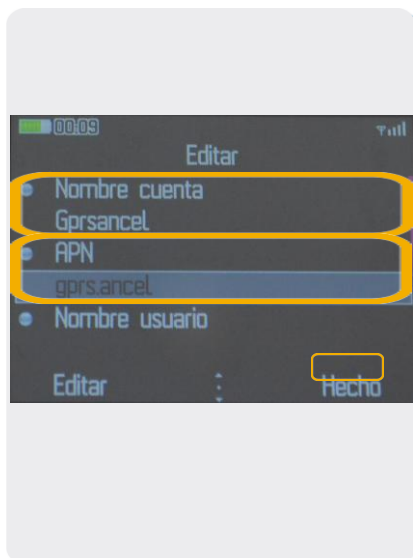 00:09
Editar
Nombre cuenta
Gprsancel
APN
gprs.ancel
Nombre usuario
Editar
Hecho